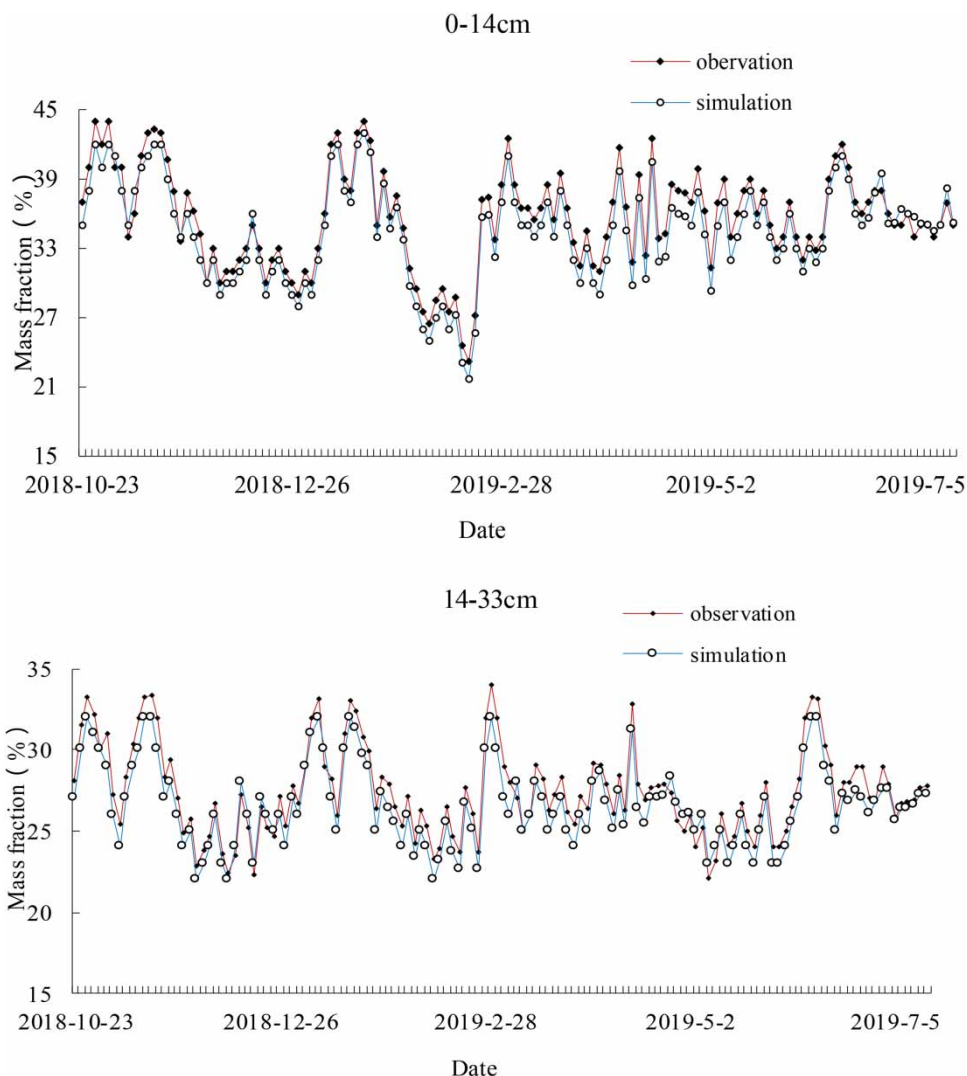 0-14cm
obervation
simulation
45
39
33
27
21
15
Mass fraction ( % )
2018-10-23 2018-12-26 2019-2-28 2019-5-2 2019-7-5
Date
14-33cm
observation
simulation
35
30
25
20
15
Mass fraction ( % )
2018-10-23 2018-12-26 2019-2-28 2019-5-2 2019-7-5
Date